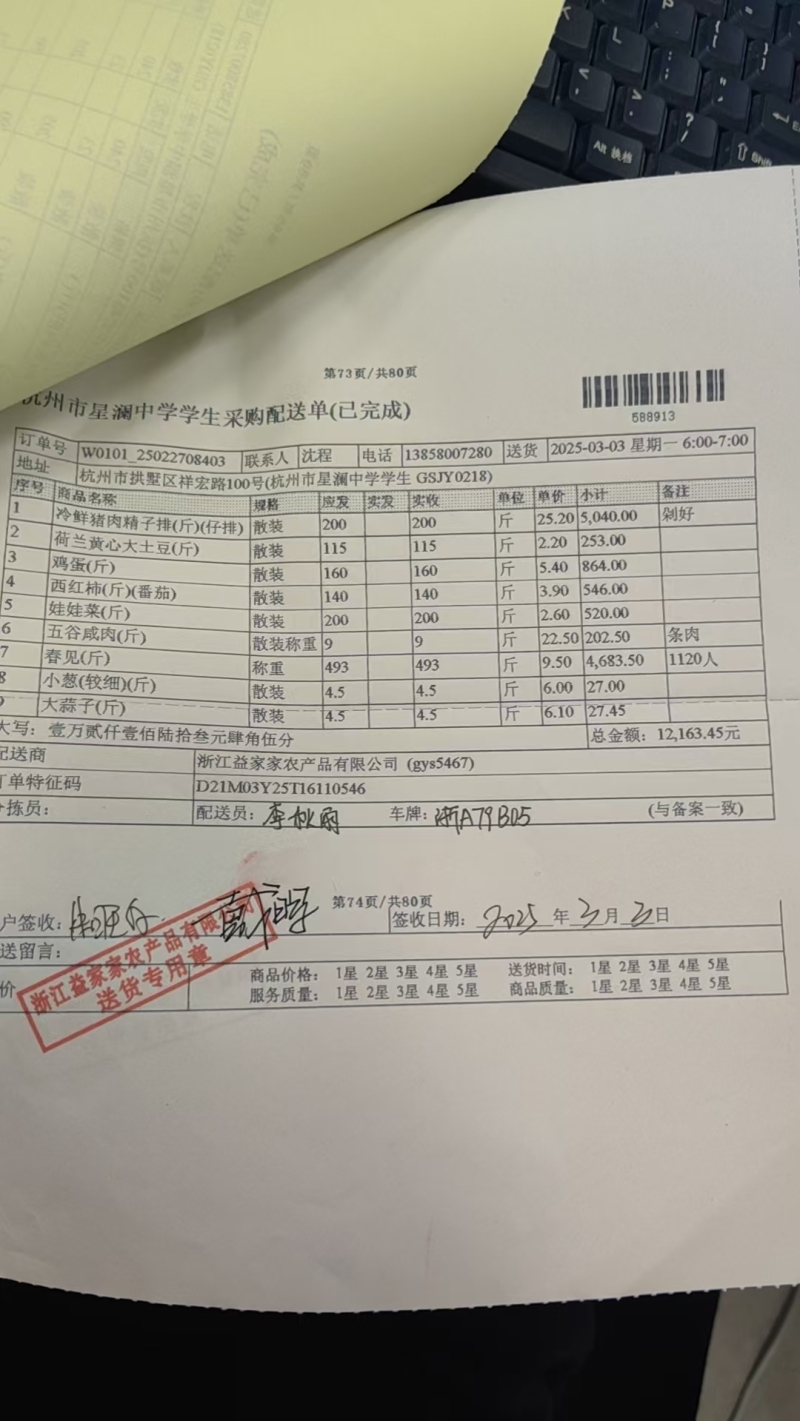 第73页/共80页
杭州市星澜中学学生采购配送单(已完成)
588913
订单号 W0101_25022708403 联系人 沈程 电话 13858007280 送货 2025-03-03 星期一 6:00-7:00
地址 杭州市拱墅区祥宏路100号(杭州市星澜中学学生 GSJY0218)
序号 商品名称 规格 应发 实发 实收 单位 单价 小计 备注
1 冷鲜猪肉精子排(斤)(仔排) 散装 200 200 斤 25.20 5,040.00 剁好
2 荷兰黄心大土豆(斤) 散装 115 115 斤 2.20 253.00
3 鸡蛋(斤) 散装 160 160 斤 5.40 864.00
4 西红柿(斤)(番茄) 散装 140 140 斤 3.90 546.00
5 娃娃菜(斤) 散装 200 200 斤 2.60 520.00
6 五谷咸肉(斤) 散装称重 9 9 斤 22.50 202.50 条肉
7 春见(斤) 称重 493 493 斤 9.50 4,683.50 1120人
8 小葱(较细)(斤) 散装 4.5 4.5 斤 6.00 27.00
9 大蒜子(斤) 散装 4.5 4.5 斤 6.10 27.45
大写：壹万贰仟壹佰陆拾叁元肆角伍分 总金额：12,163.45元
配送商 浙江益家家农产品有限公司 (gys5467)
订单特征码 D21M03Y25T16110546
分拣员： 配送员：李秋雨 车牌：浙A79B05 (与备案一致)
第74页/共80页
户签收： 签收日期：2025年3月3日
送留言：
价 商品价格： 1星 2星 3星 4星 5星 送货时间： 1星 2星 3星 4星 5星
服务质量： 1星 2星 3星 4星 5星 商品质量： 1星 2星 3星 4星 5星
浙江益家家农产品有限公司
送货专用章
Alt 换档
Shift